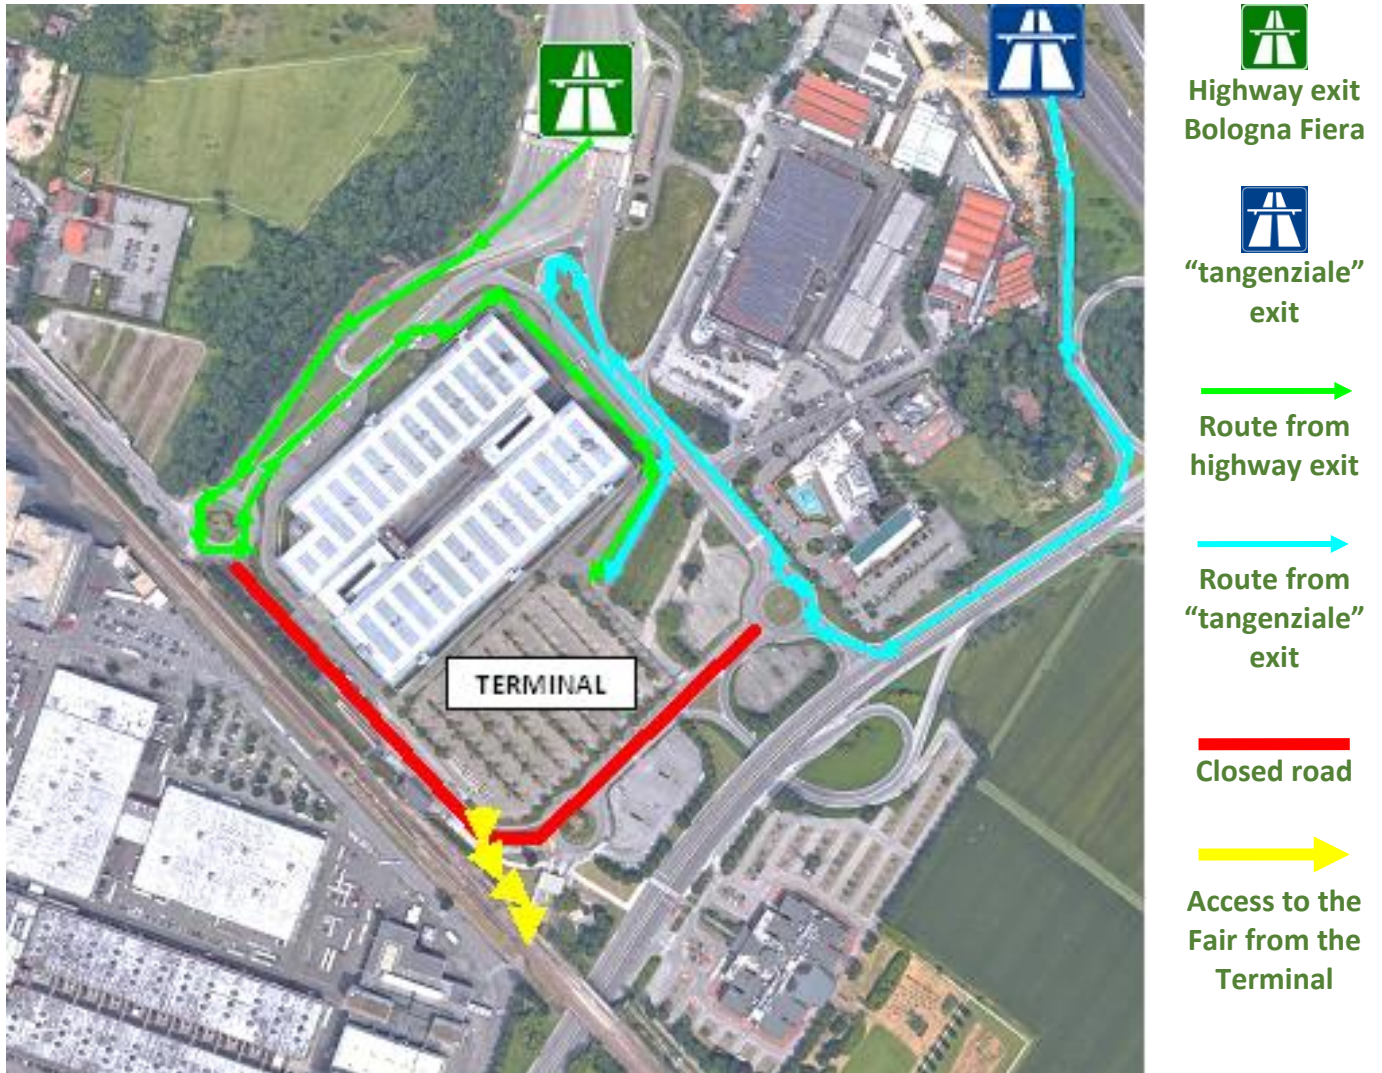 Highway exit
Bologna Fiera
“tangenziale”
exit
Route from
highway exit
Route from
“tangenziale”
exit
Closed road
Access to the
Fair from the
Terminal
TERMINAL